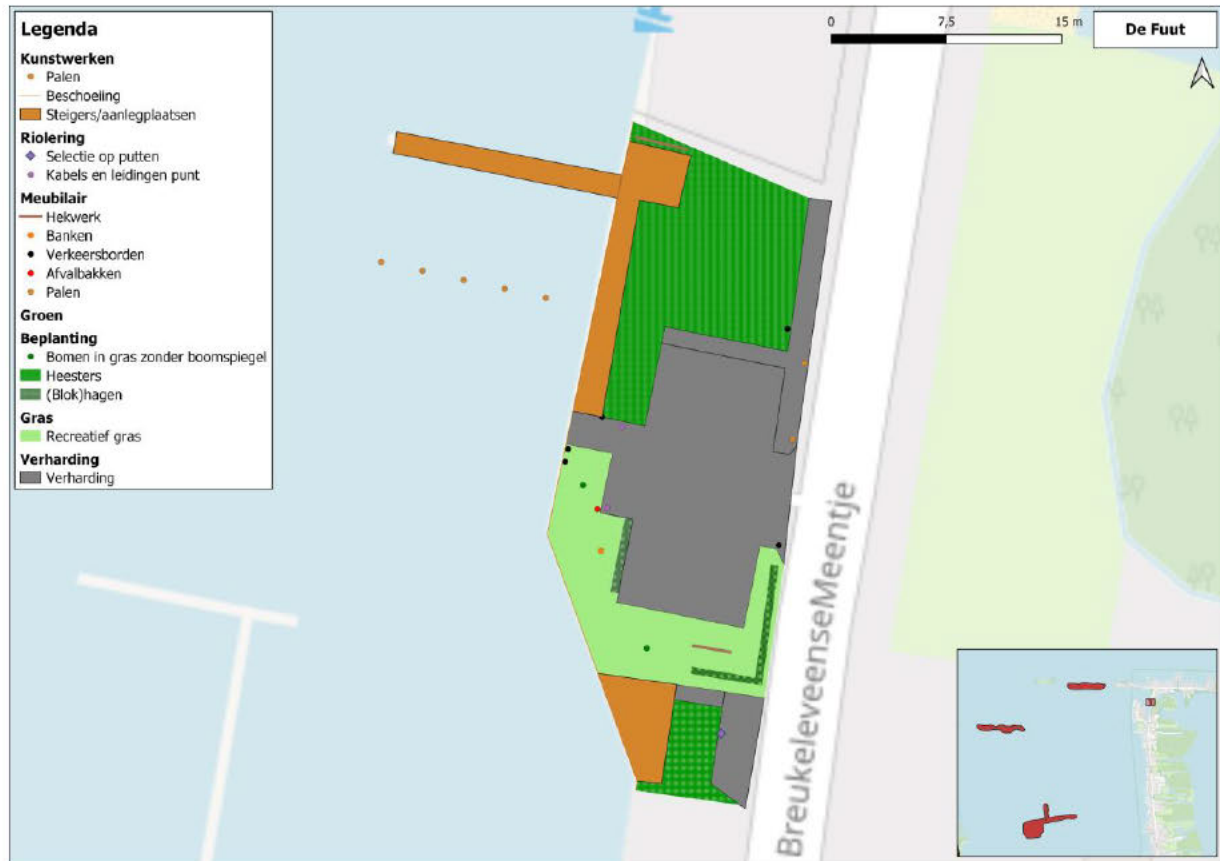 Legenda
Kunstwerken
Palen
Beschoeiing
Steigers/aanlegplaatsen
Riolering
Selectie op putten
Kabels en leidingen punt
Meubilair
Hekwerk
Banken
Verkeersborden
Afvalbakken
Palen
Groen
Beplanting
Bomen in gras zonder boomspiegel
Heesters
(Blok)hagen
Gras
Recreatief gras
Verharding
Verharding
0 7,5 15 m
De Fuut
BreukeleveenseMeentje